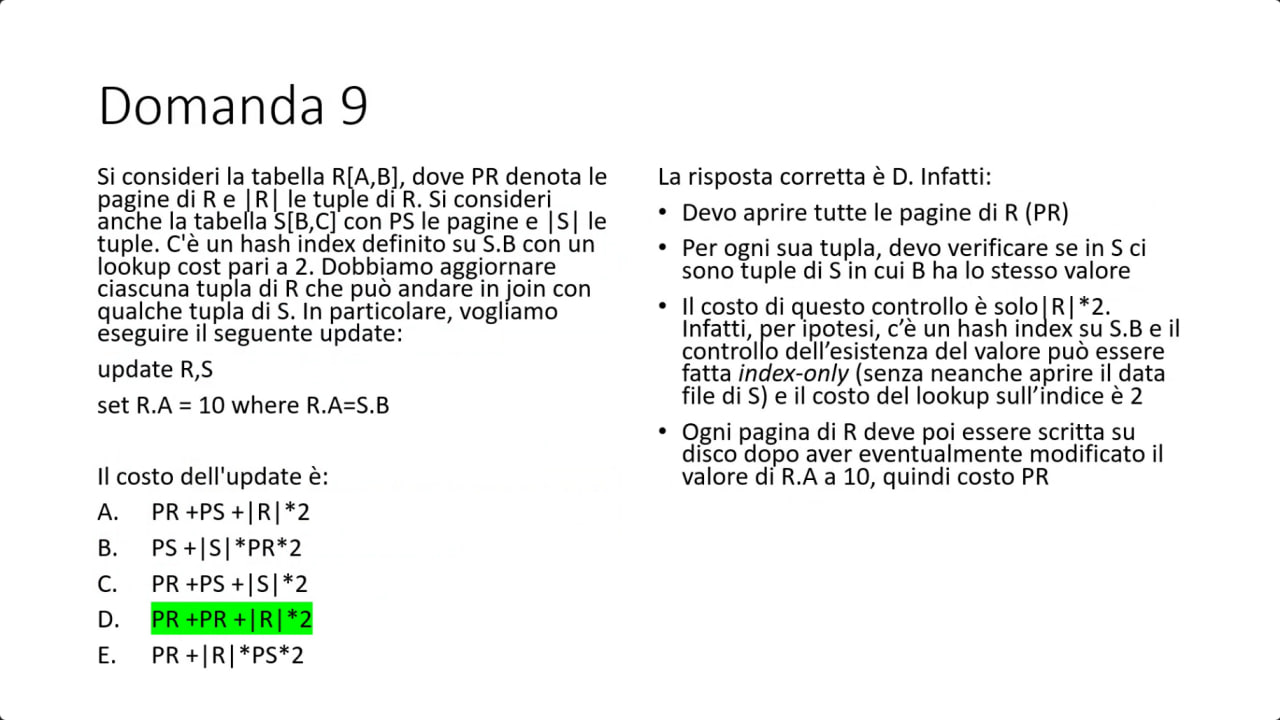 Domanda 9
Si consideri la tabella R[A,B], dove PR denota le
pagine di R e |R| le tuple di R. Si consideri
anche la tabella S[B,C] con PS le pagine e |S| le
tuple. C'è un hash index definito su S.B con un
lookup cost pari a 2. Dobbiamo aggiornare
ciascuna tupla di R che può andare in join con
qualche tupla di S. In particolare, vogliamo
eseguire il seguente update:
update R,S
set R.A = 10 where R.A=S.B
Il costo dell'update è:
A. PR +PS +|R|*2
B. PS +|S|*PR*2
C. PR +PS +|S|*2
D. PR +PR +|R|*2
E. PR +|R|*PS*2
La risposta corretta è D. Infatti:
• Devo aprire tutte le pagine di R (PR)
• Per ogni sua tupla, devo verificare se in S ci
sono tuple di S in cui B ha lo stesso valore
• Il costo di questo controllo è solo|R|*2.
Infatti, per ipotesi, c’è un hash index su S.B e il
controllo dell’esistenza del valore può essere
fatta index-only (senza neanche aprire il data
file di S) e il costo del lookup sull’indice è 2
• Ogni pagina di R deve poi essere scritta su
disco dopo aver eventualmente modificato il
valore di R.A a 10, quindi costo PR